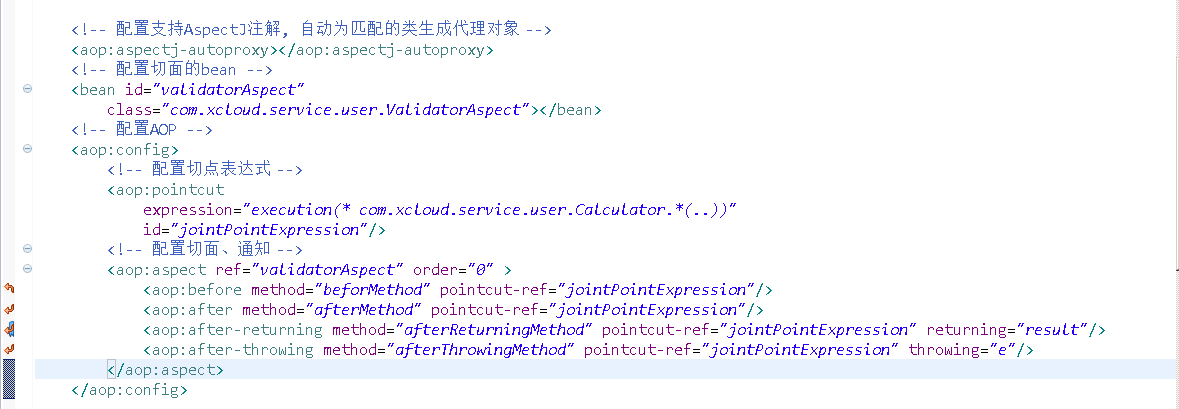 <!-- 配置支持AspectJ注解, 自动为匹配的类生成代理对象 -->
<aop:aspectj-autoproxy></aop:aspectj-autoproxy>
<!-- 配置切面的bean -->
<bean id="validatorAspect"
class="com.xcloud.service.user.ValidatorAspect"></bean>
<!-- 配置AOP -->
<aop:config>
<!-- 配置切点表达式 -->
<aop:pointcut
expression="execution(* com.xcloud.service.user.Calculator.*(..))"
id="jointPointExpression"/>
<!-- 配置切面、通知 -->
<aop:aspect ref="validatorAspect" order="0" >
<aop:before method="beforMethod" pointcut-ref="jointPointExpression"/>
<aop:after method="afterMethod" pointcut-ref="jointPointExpression"/>
<aop:after-returning method="afterReturningMethod" pointcut-ref="jointPointExpression" returning="result"/>
<aop:after-throwing method="afterThrowingMethod" pointcut-ref="jointPointExpression" throwing="e"/>
</aop:aspect>
</aop:config>